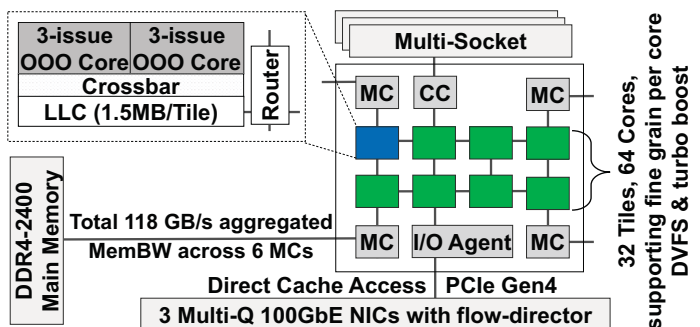 3-issue
OOO Core
3-issue
OOO Core
Crossbar
LLC (1.5MB/Tile)
Router
Multi-Socket
MC
CC
MC
32 Tiles, 64 Cores,
supporting fine grain per core
DVFS & turbo boost
DDR4-2400
Main Memory
Total 118 GB/s aggregated
MemBW across 6 MCs
MC
I/O Agent
MC
Direct Cache Access
PCIe Gen4
3 Multi-Q 100GbE NICs with flow-director